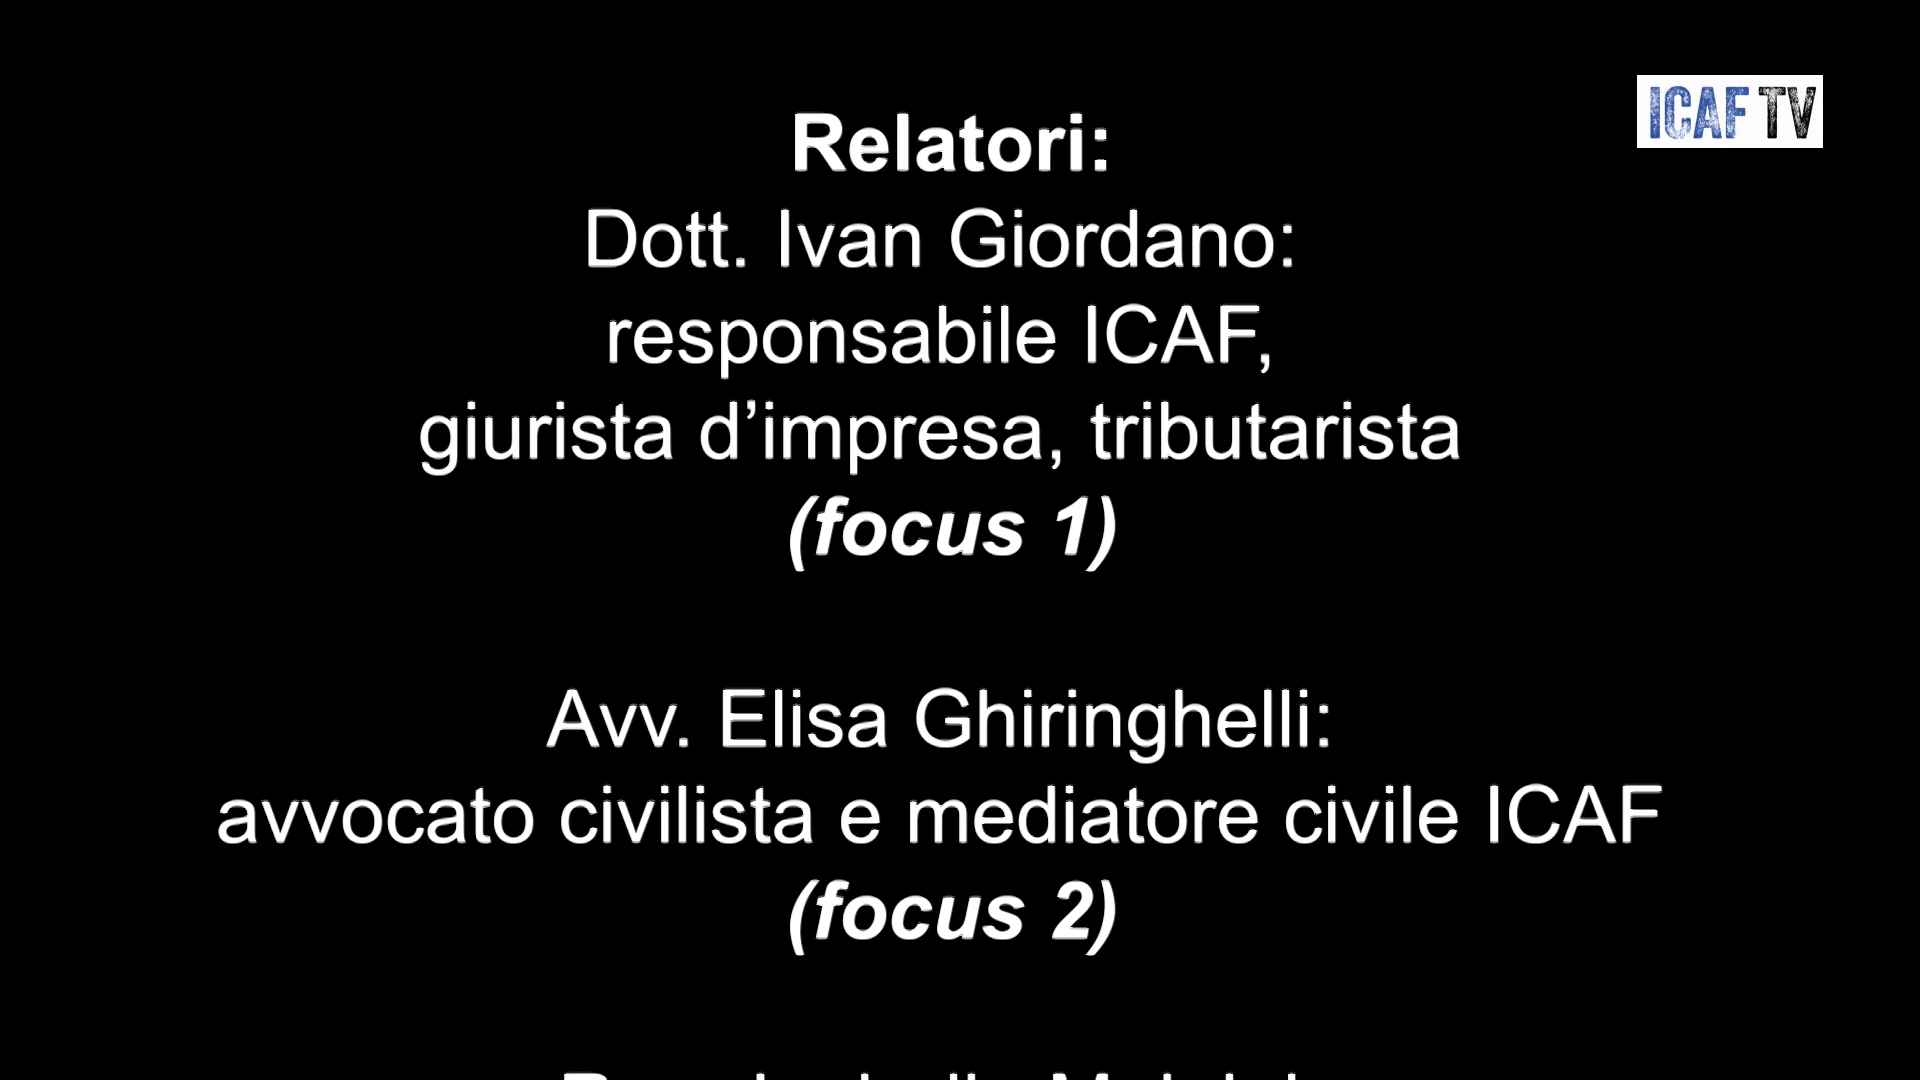 ICAF TV
Relatori:
Dott. Ivan Giordano:
responsabile ICAF,
giurista d’impresa, tributarista
(focus 1)
Avv. Elisa Ghiringhelli:
avvocato civilista e mediatore civile ICAF
(focus 2)